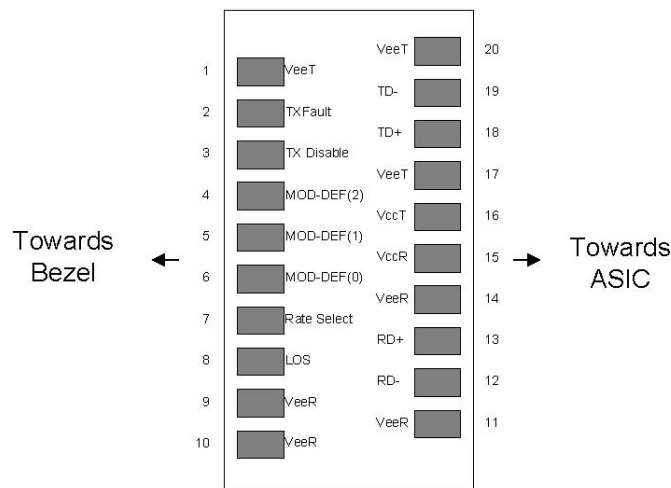 Towards
Bezel
1 VeeT
2 TXFault
3 TX Disable
4 MOD-DEF(2)
5 MOD-DEF(1)
6 MOD-DEF(0)
7 Rate Select
8 LOS
9 VeeR
10 VeeR
VeeT 20
TD- 19
TD+ 18
VeeT 17
VccT 16
VccR 15
VeeR 14
RD+ 13
RD- 12
VeeR 11
Towards
ASIC